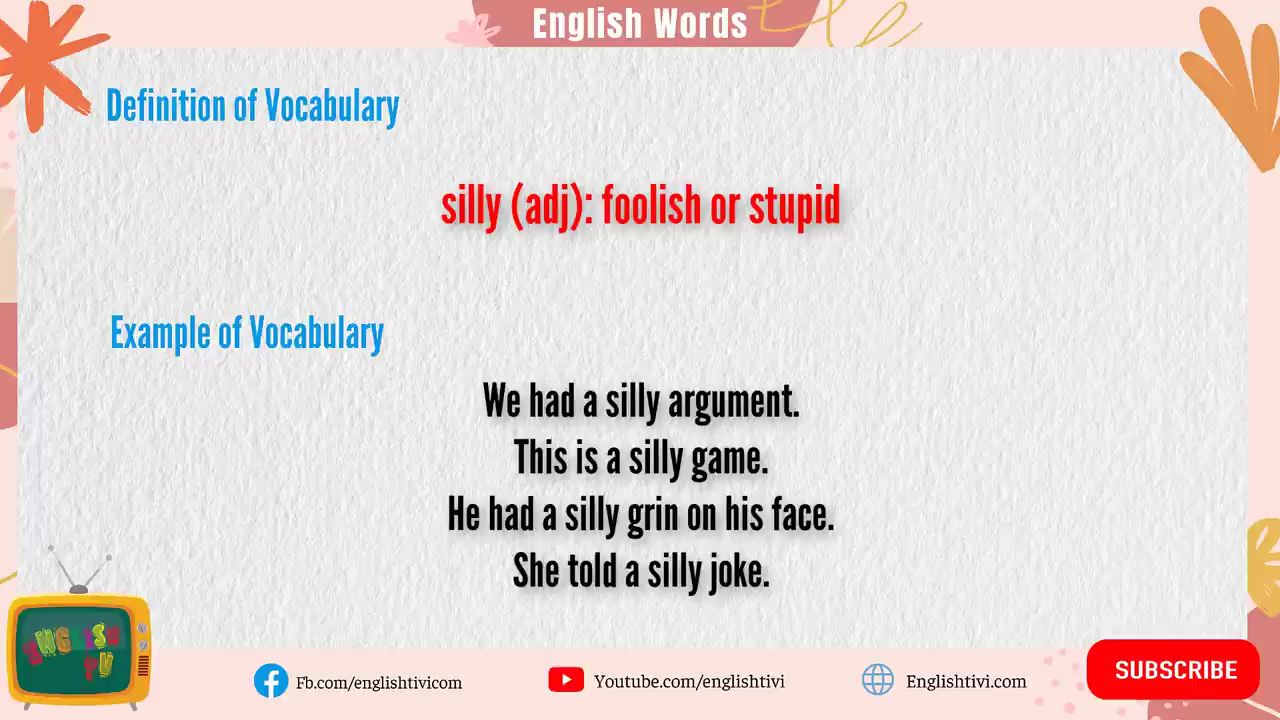 English Words
Definition of Vocabulary
silly (adj): foolish or stupid
Example of Vocabulary
We had a silly argument.
This is a silly game.
He had a silly grin on his face.
She told a silly joke.
ENGLISH
TV
Fb.com/englishtivicom
Youtube.com/englishtivi
Englishtivi.com
SUBSCRIBE